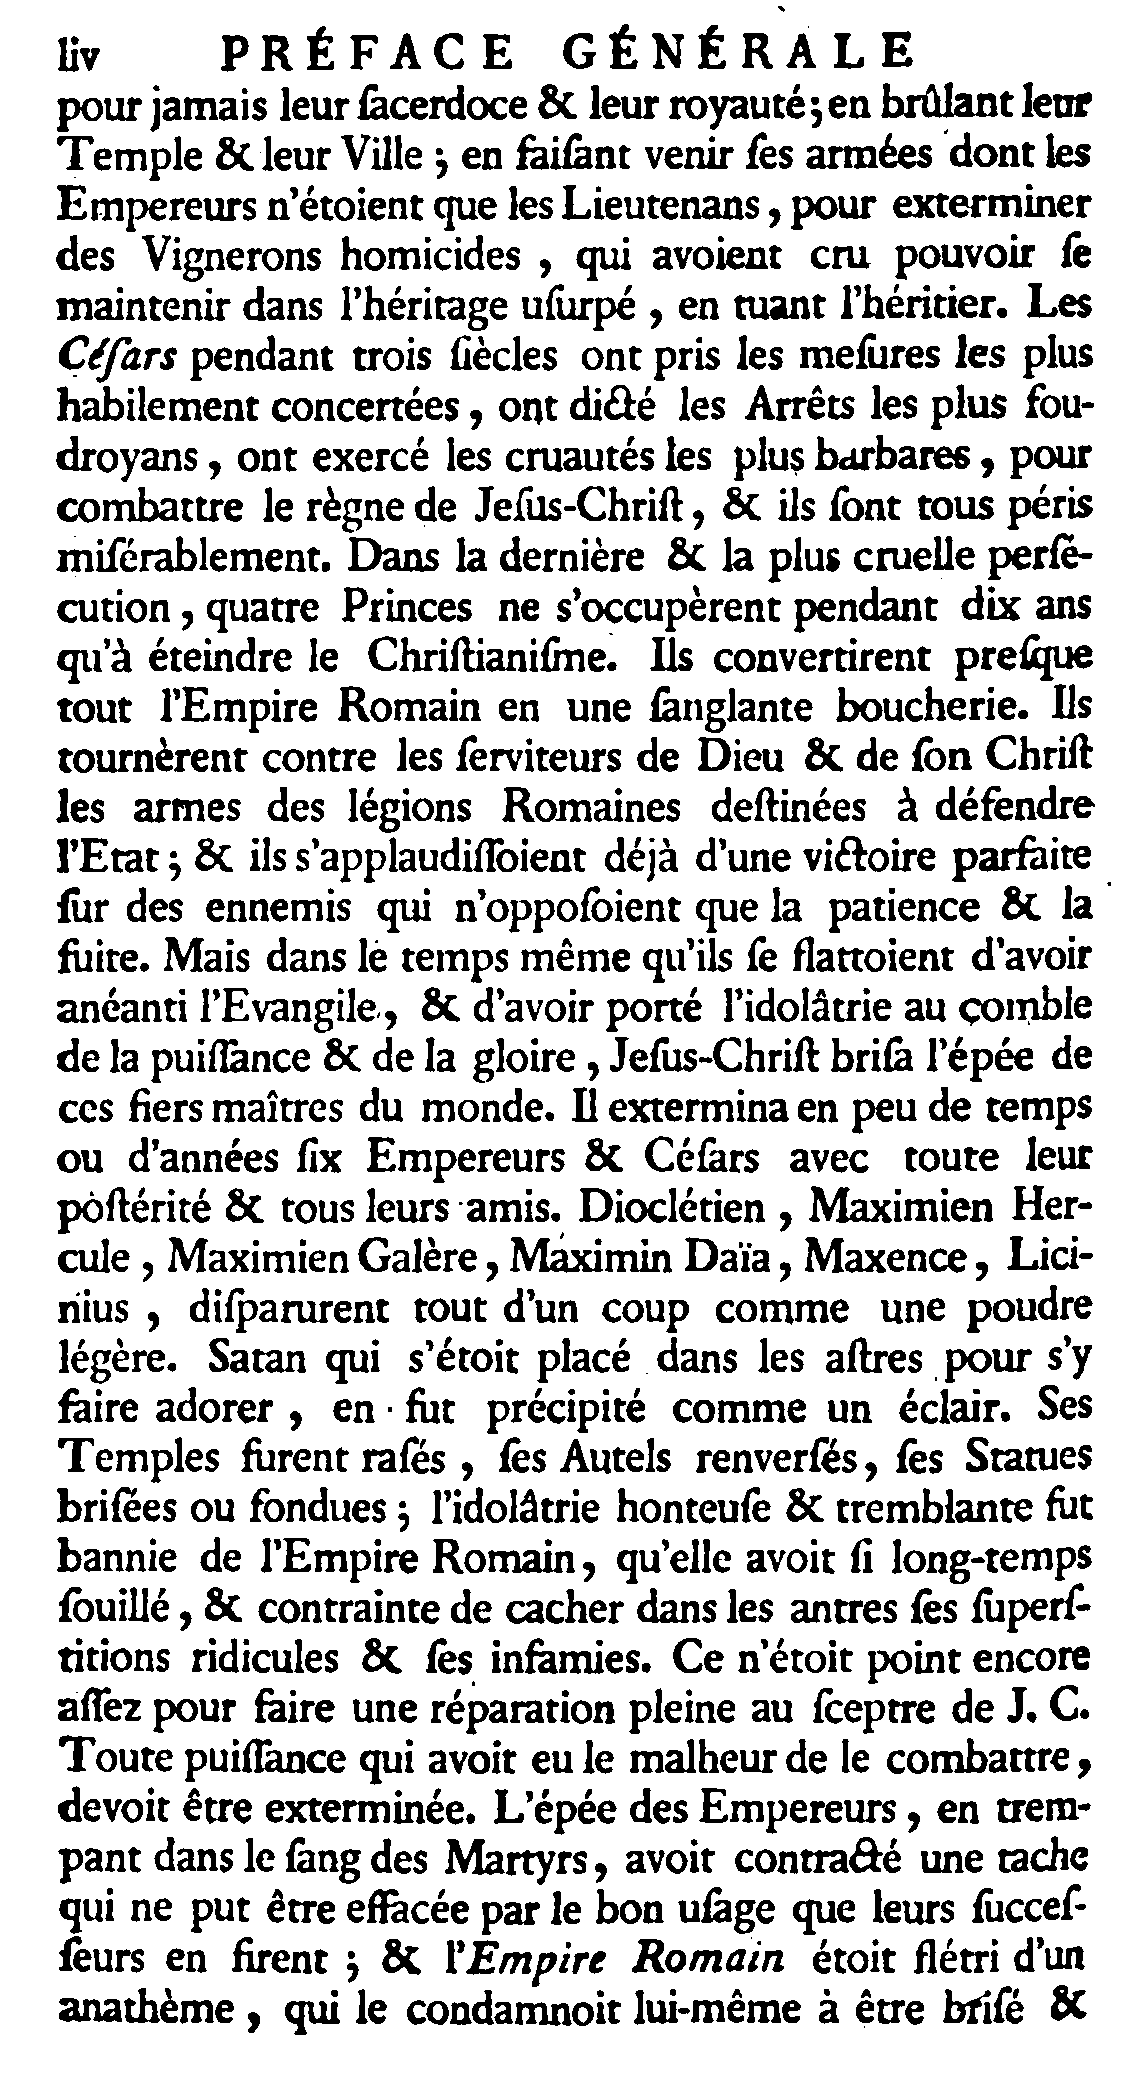 liv PRÉFACE GÉNÉRALE
pour jamais leur ſacerdoce & leur royauté; en brûlant leur
Temple & leur Ville ; en faiſant venir ſes armées dont les
Empereurs n'étoient que les Lieutenans, pour exterminer
des Vignerons homicides , qui avoient cru pouvoir ſe
maintenir dans l'héritage uſurpé , en tuant l'héritier. Les
Céſars pendant trois ſiècles ont pris les meſures les plus
habilement concertées , ont dicté les Arrêts les plus fou-
droyans , ont exercé les cruautés les plus barbares , pour
combattre le règne de Jeſus-Chriſt, & ils ſont tous péris
miſérablement. Dans la dernière & la plus cruelle perſé-
cution , quatre Princes ne s'occupèrent pendant dix ans
qu'à éteindre le Chriſtianiſme. Ils convertirent preſque
tout l'Empire Romain en une ſanglante boucherie. Ils
tournèrent contre les ſerviteurs de Dieu & de ſon Chriſt
les armes des légions Romaines deſtinées à défendre
l'Etat ; & ils s'applaudiſſoient déjà d'une victoire parfaite
ſur des ennemis qui n'oppoſoient que la patience & la
fuite. Mais dans le temps même qu'ils ſe flattoient d'avoir
anéanti l'Evangile, & d'avoir porté l'idolâtrie au comble
de la puiſſance & de la gloire , Jeſus-Chriſt briſa l'épée de
ces fiers maîtres du monde. Il extermina en peu de temps
ou d'années ſix Empereurs & Céſars avec toute leur
poſtérité & tous leurs amis. Dioclétien , Maximien Her-
cule , Maximien Galère, Maximin Daïa, Maxence, Lici-
nius , diſparurent tout d'un coup comme une poudre
légère. Satan qui s'étoit placé dans les aſtres pour s'y
faire adorer , en fut précipité comme un éclair. Ses
Temples furent raſés , ſes Autels renverſés, ſes Statues
briſées ou fondues ; l'idolâtrie honteuſe & tremblante fut
bannie de l'Empire Romain, qu'elle avoit ſi long-temps
ſouillé, & contrainte de cacher dans les antres ſes ſuperſ-
titions ridicules & ſes infamies. Ce n'étoit point encore
aſſez pour faire une réparation pleine au ſceptre de J. C.
Toute puiſſance qui avoit eu le malheur de le combattre,
devoit être exterminée. L'épée des Empereurs , en trem-
pant dans le ſang des Martyrs, avoit contracté une tache
qui ne put être effacée par le bon uſage que leurs ſucceſ-
ſeurs en firent ; & l'Empire Romain étoit flétri d'un
anathème , qui le condamnoit lui-même à être briſé &